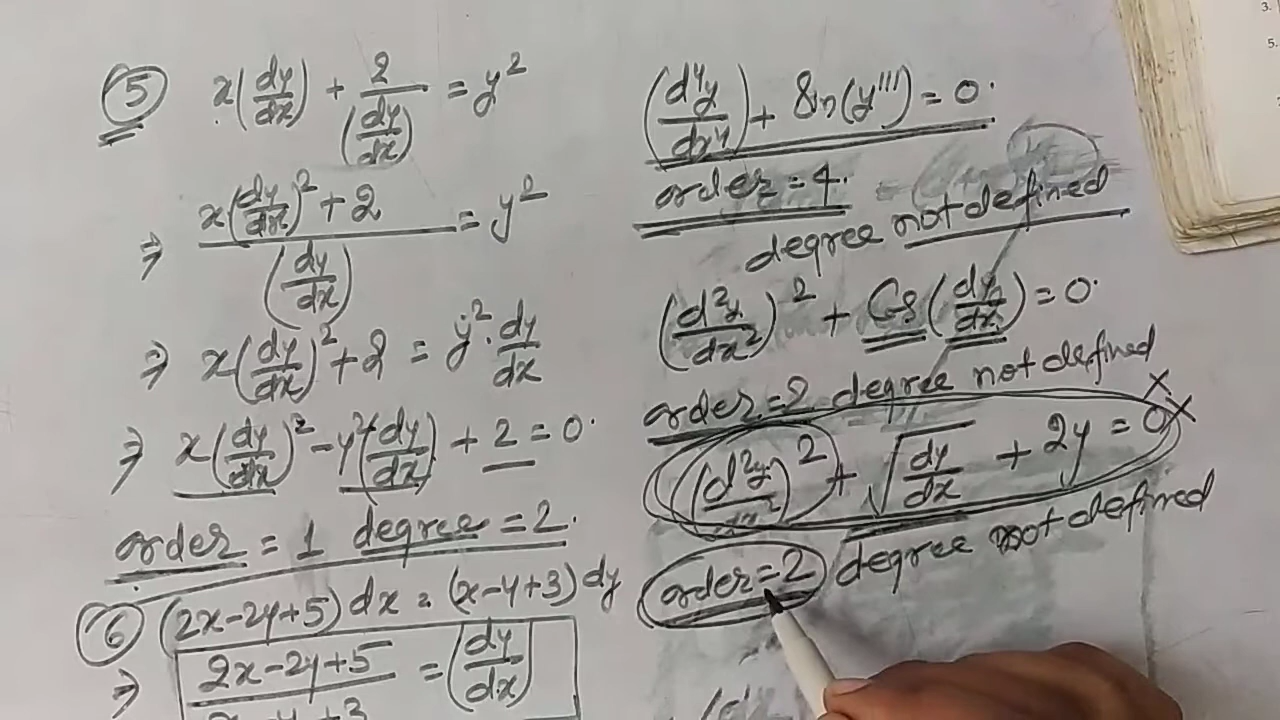 ⑤ x(dy/dx) + 2/(dy/dx) = y²
⇒ (x(dy/dx)² + 2)/(dy/dx) = y²
⇒ x(dy/dx)² + 2 = y² · dy/dx
⇒ x(dy/dx)² - y²(dy/dx) + 2 = 0.
order = 1 degree = 2.
⑥ (2x-2y+5) dx = (x-y+3) dy
⇒ 2x-2y+5 = (dy/dx)
(d⁴y/dx⁴) + Sin(y''') = 0.
order = 4.
degree not defined
(d²y/dx²)² + Cos(dy/dx) = 0.
order = 2 degree not defined
(d²y/dx²)² + √(dy/dx) + 2y = 0 x x
order = 2 degree not defined
3.
5.